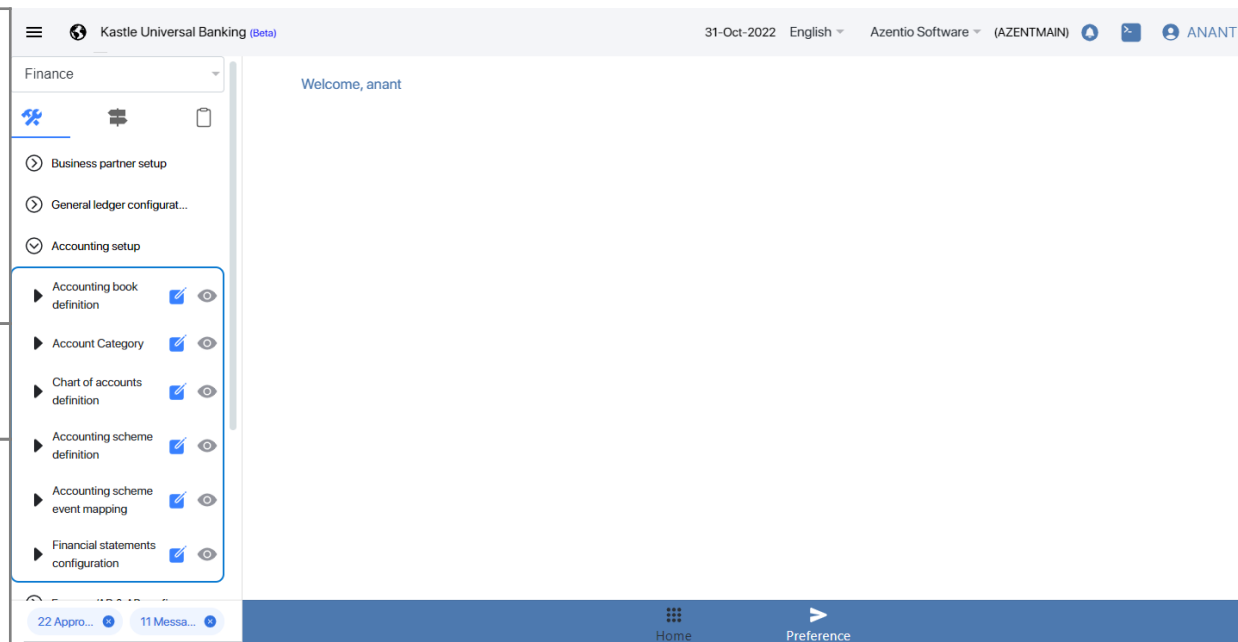 Kastle Universal Banking (Beta)
31-Oct-2022 English Azentio Software (AZENTMAIN) ANANT
Finance
Welcome, anant
Business partner setup
General ledger configurat...
Accounting setup
Accounting book
definition
Account Category
Chart of accounts
definition
Accounting scheme
definition
Accounting scheme
event mapping
Financial statements
configuration
22 Appro... 11 Messa...
Home Preference